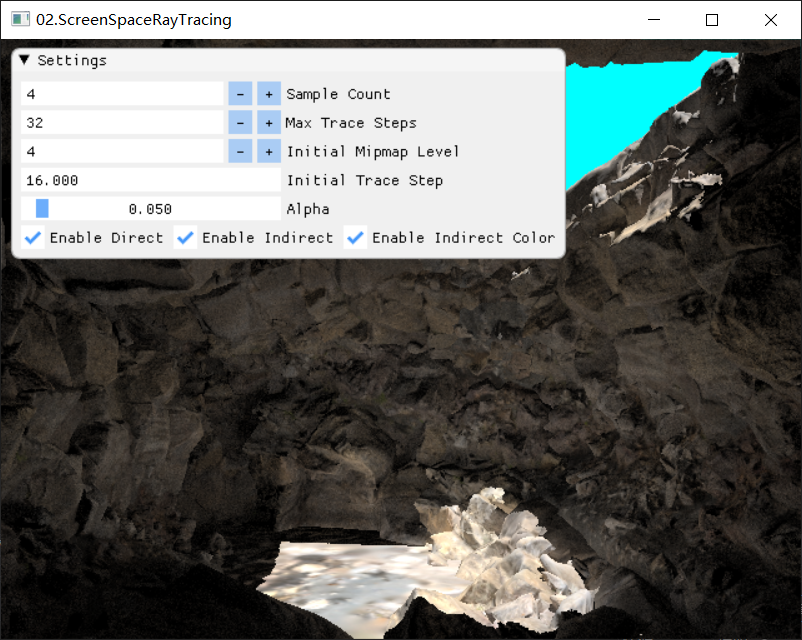 02.ScreenSpaceRayTracing
Settings
4 - + Sample Count
32 - + Max Trace Steps
4 - + Initial Mipmap Level
16.000 Initial Trace Step
0.050 Alpha
Enable Direct Enable Indirect Enable Indirect Color